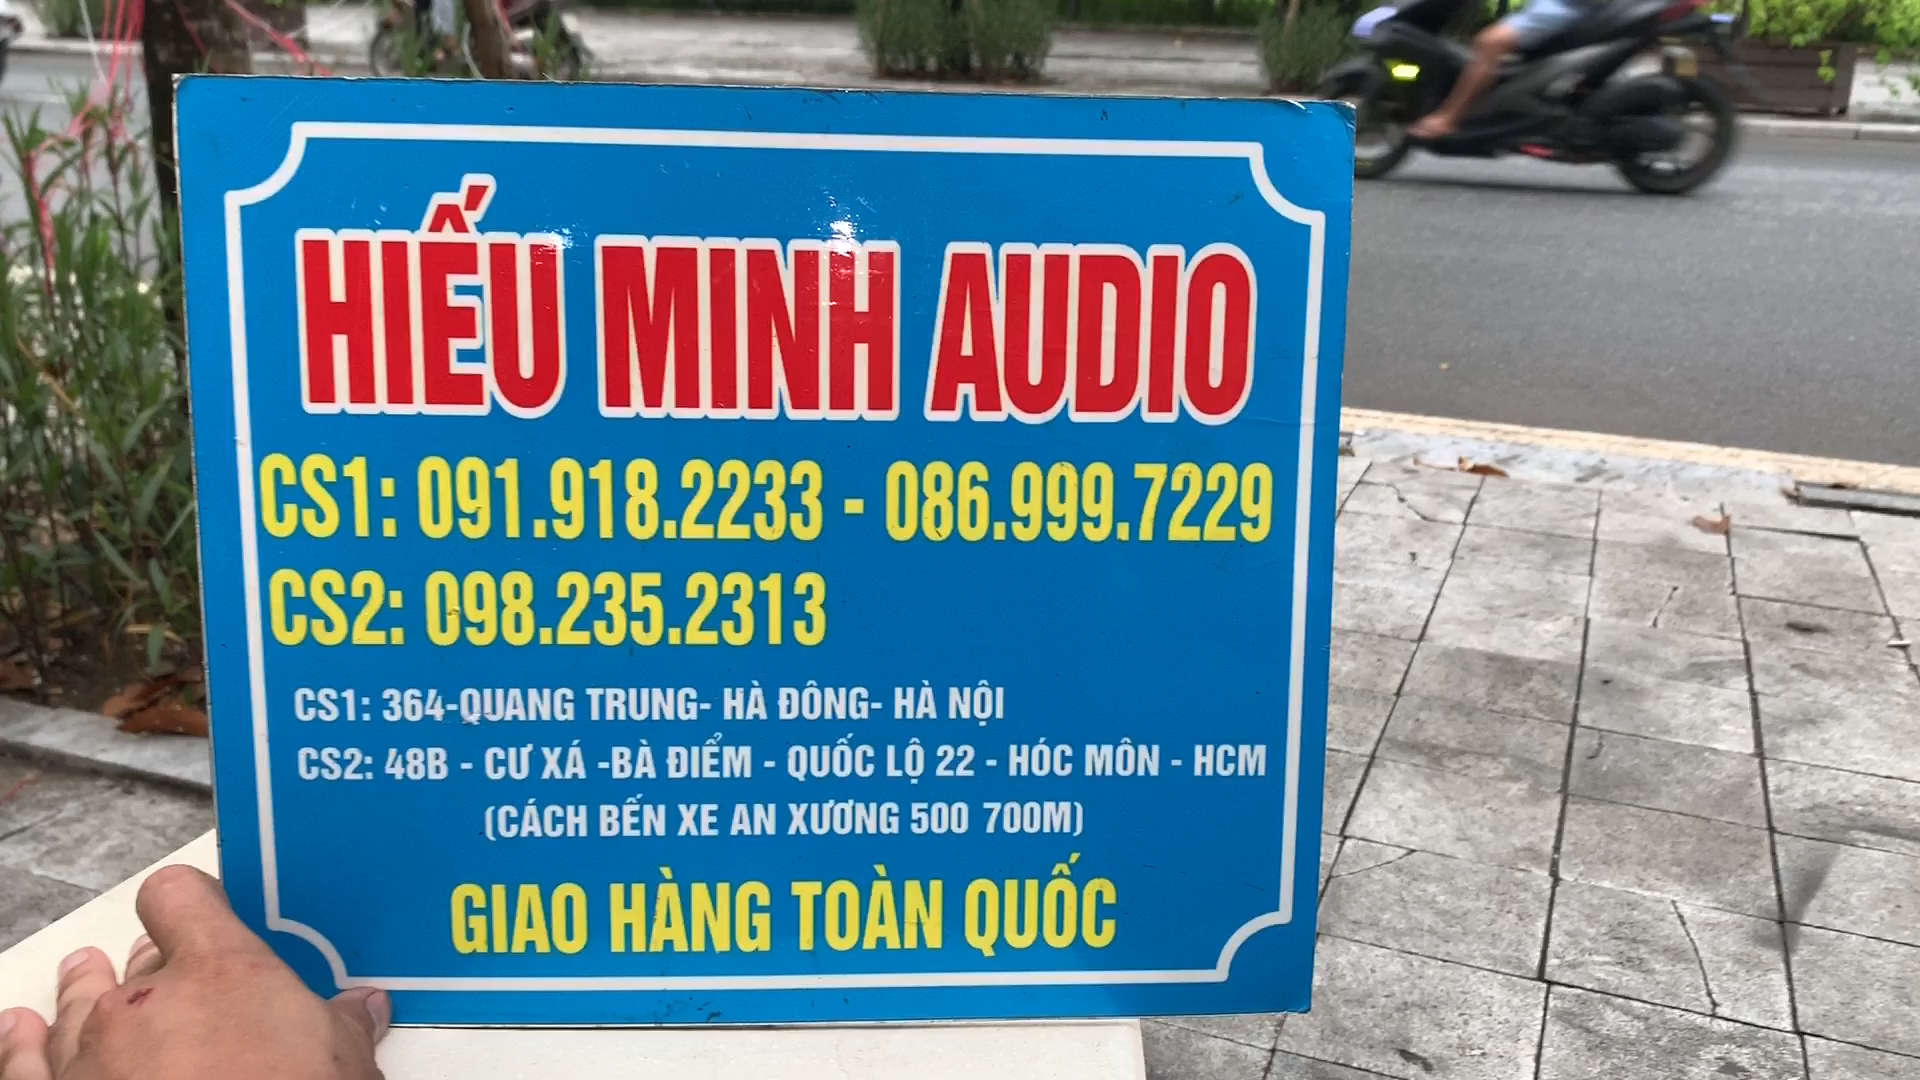 HIẾU MINH AUDIO
CS1: 091.918.2233 - 086.999.7229
CS2: 098.235.2313
CS1: 364-QUANG TRUNG- HÀ ĐÔNG- HÀ NỘI
CS2: 48B - CƯ XÁ -BÀ ĐIỂM - QUỐC LỘ 22 - HÓC MÔN - HCM
(CÁCH BẾN XE AN XƯƠNG 500 700M)
GIAO HÀNG TOÀN QUỐC